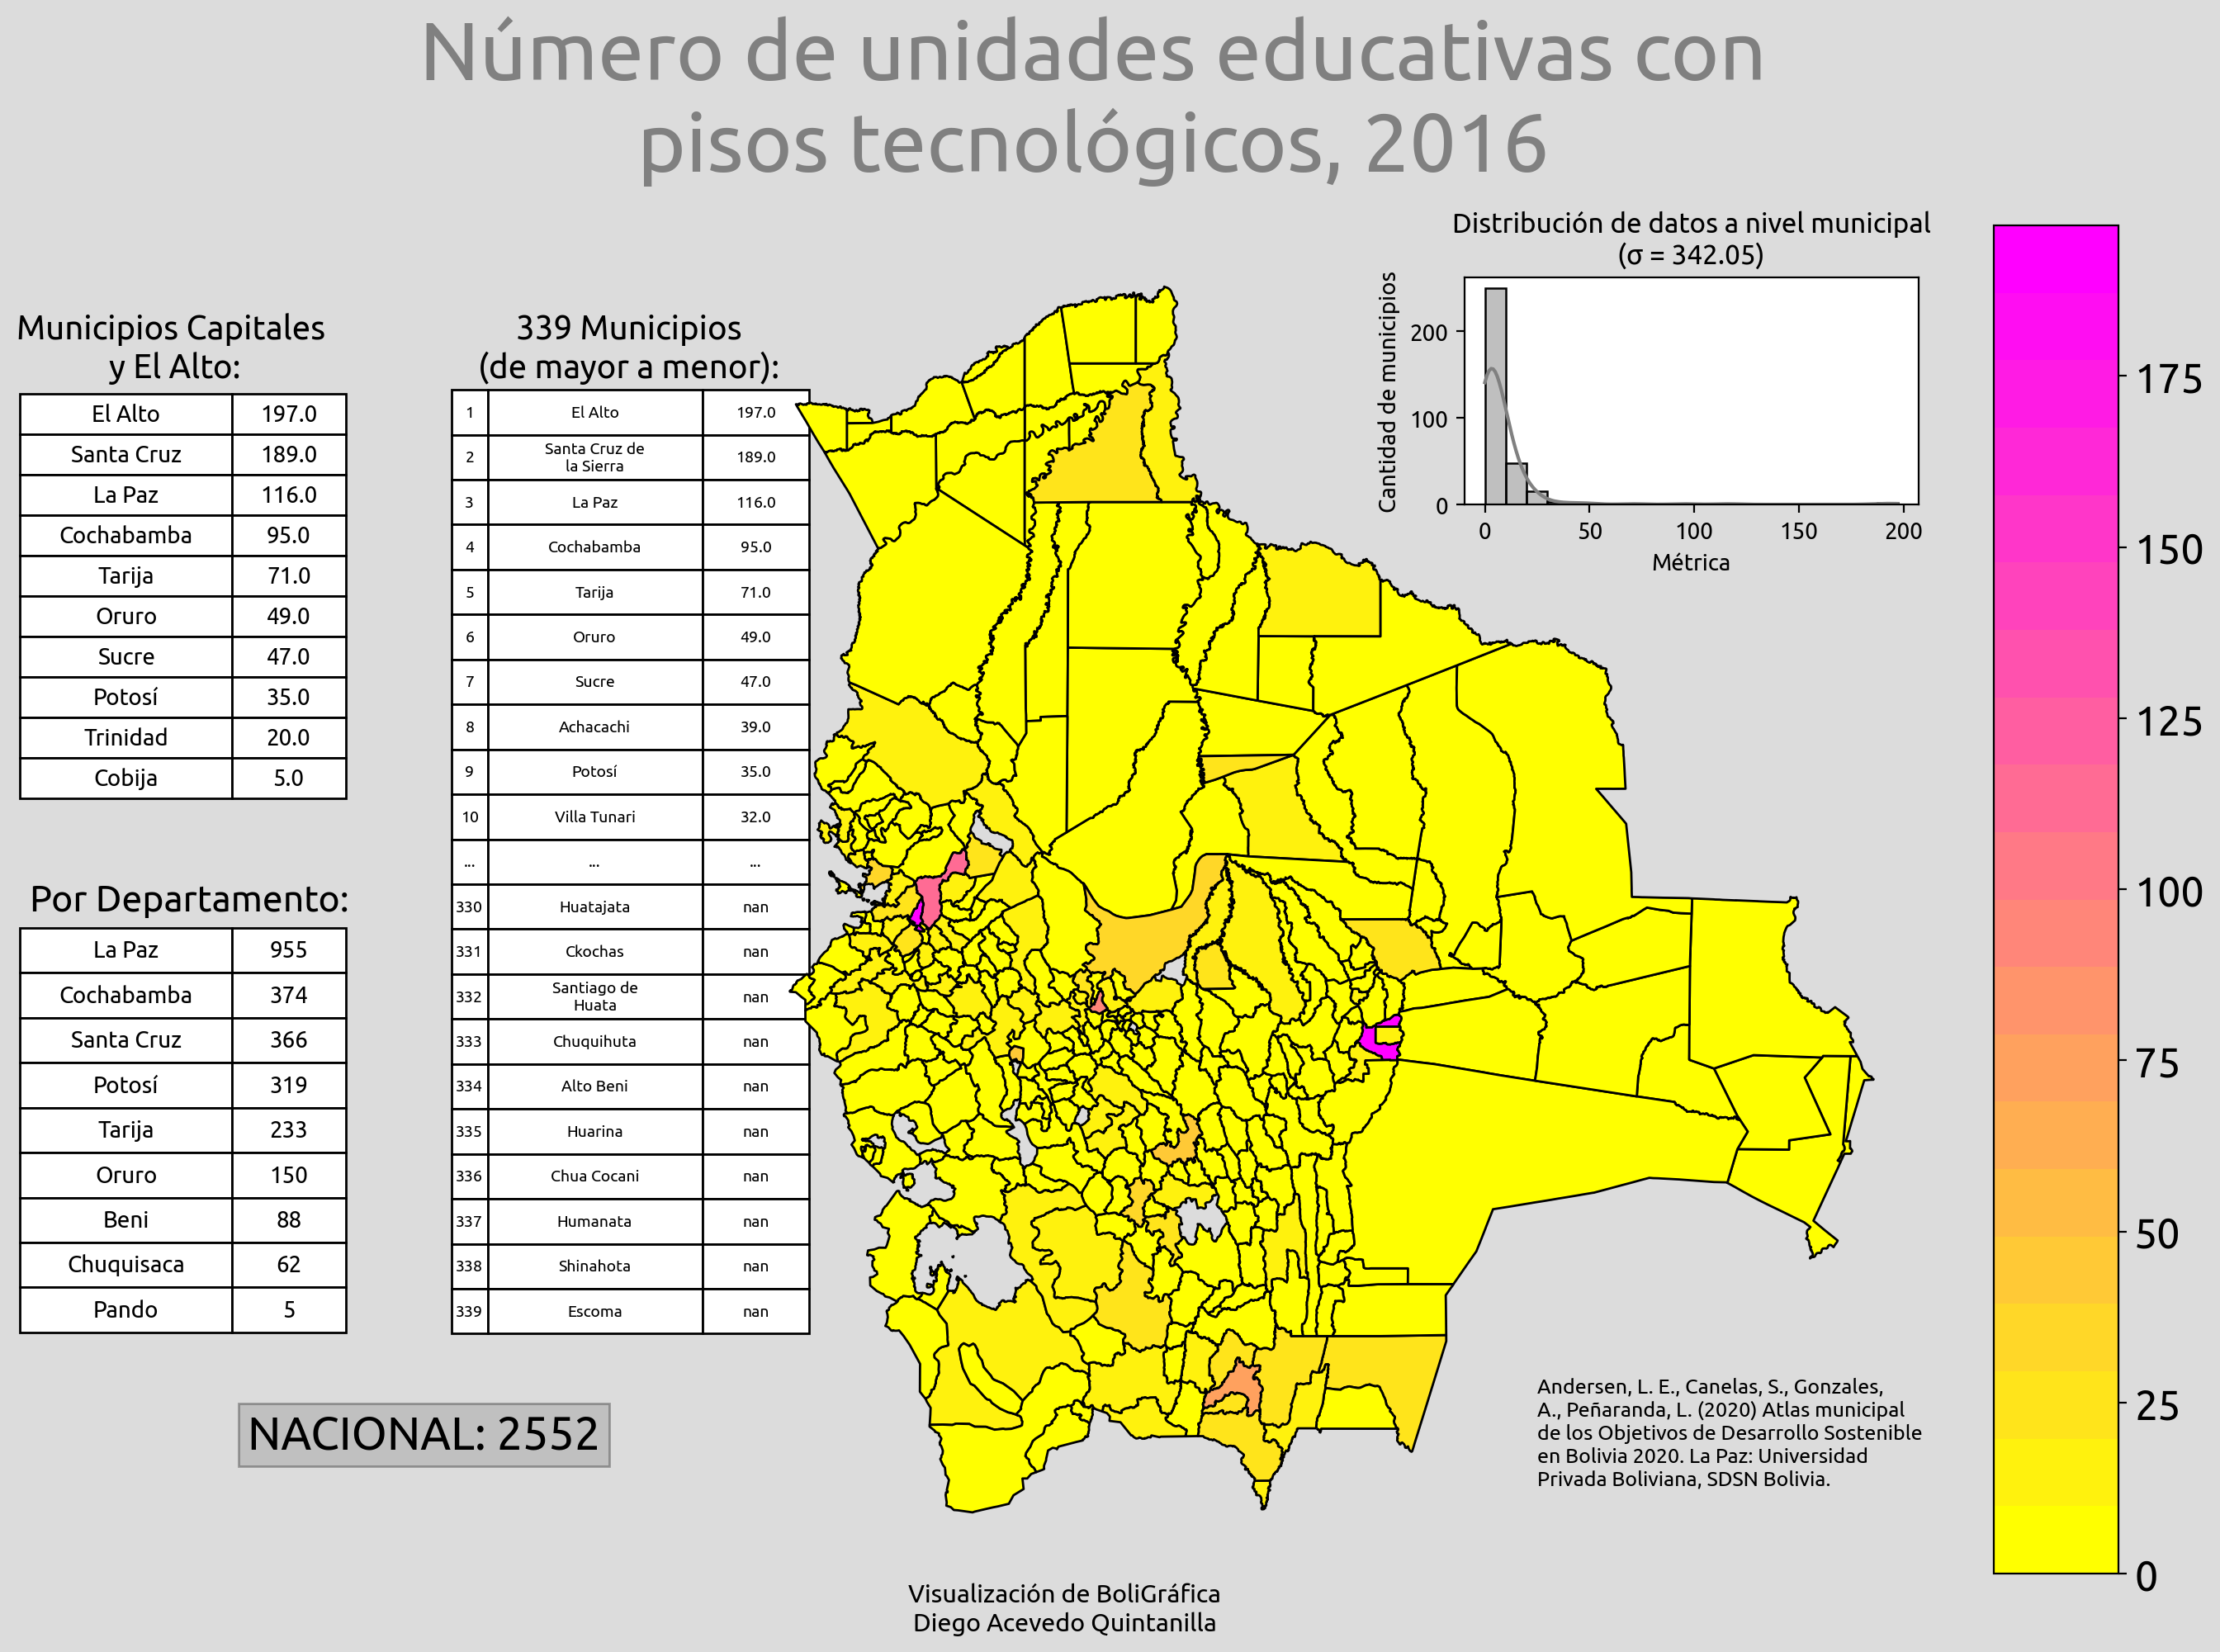 Número de unidades educativas con
pisos tecnológicos, 2016
Municipios Capitales
y El Alto:
El Alto 197.0
Santa Cruz 189.0
La Paz 116.0
Cochabamba 95.0
Tarija 71.0
Oruro 49.0
Sucre 47.0
Potosí 35.0
Trinidad 20.0
Cobija 5.0
Por Departamento:
La Paz 955
Cochabamba 374
Santa Cruz 366
Potosí 319
Tarija 233
Oruro 150
Beni 88
Chuquisaca 62
Pando 5
NACIONAL: 2552
339 Municipios
(de mayor a menor):
1 El Alto 197.0
2 Santa Cruz de
la Sierra 189.0
3 La Paz 116.0
4 Cochabamba 95.0
5 Tarija 71.0
6 Oruro 49.0
7 Sucre 47.0
8 Achacachi 39.0
9 Potosí 35.0
10 Villa Tunari 32.0
... ... ...
330 Huatajata nan
331 Ckochas nan
332 Santiago de
Huata nan
333 Chuquihuta nan
334 Alto Beni nan
335 Huarina nan
336 Chua Cocani nan
337 Humanata nan
338 Shinahota nan
339 Escoma nan
Distribución de datos a nivel municipal
(σ = 342.05)
Cantidad de municipios
200
100
0
0 50 100 150 200
Métrica
175
150
125
100
75
50
25
0
Andersen, L. E., Canelas, S., Gonzales,
A., Peñaranda, L. (2020) Atlas municipal
de los Objetivos de Desarrollo Sostenible
en Bolivia 2020. La Paz: Universidad
Privada Boliviana, SDSN Bolivia.
Visualización de BoliGráfica
Diego Acevedo Quintanilla